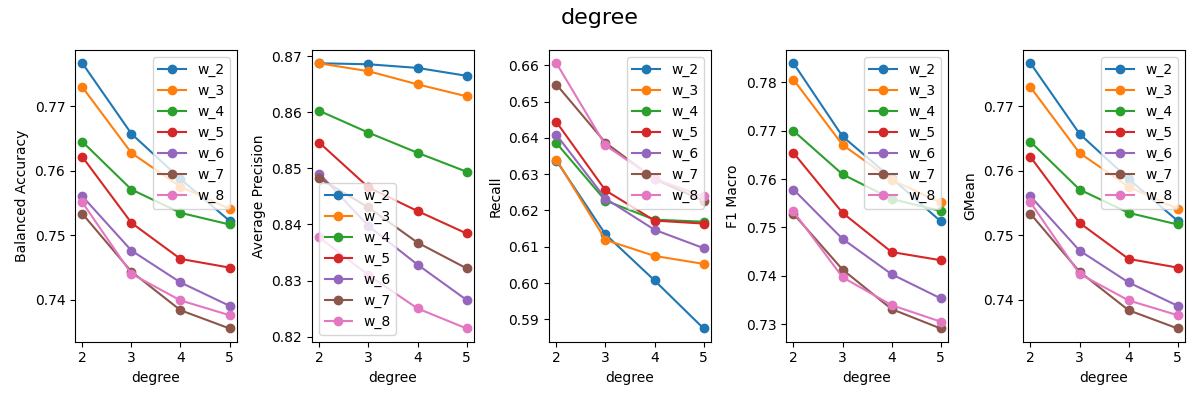 degree
Balanced Accuracy
0.77
0.76
0.75
0.74
2 3 4 5
degree
w_2
w_3
w_4
w_5
w_6
w_7
w_8
Average Precision
0.87
0.86
0.85
0.84
0.83
0.82
2 3 4 5
degree
w_2
w_3
w_4
w_5
w_6
w_7
w_8
Recall
0.66
0.65
0.64
0.63
0.62
0.61
0.60
0.59
2 3 4 5
degree
w_2
w_3
w_4
w_5
w_6
w_7
w_8
F1 Macro
0.78
0.77
0.76
0.75
0.74
0.73
2 3 4 5
degree
w_2
w_3
w_4
w_5
w_6
w_7
w_8
GMean
0.77
0.76
0.75
0.74
2 3 4 5
degree
w_2
w_3
w_4
w_5
w_6
w_7
w_8